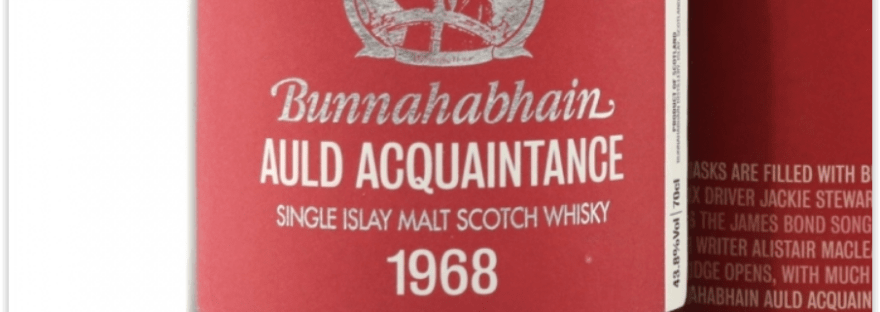 Bunnahabhain
AULD ACQUAINTANCE
SINGLE ISLAY MALT SCOTCH WHISKY
1968
PRODUCT OF SCOTLAND
43.8%Vol | 70cl
ASKS ARE FILLED WITH
DRIVER JACKIE STEWAR
THE JAMES BOND SONG
WRITER ALISTAIR MACLE
DGE OPENS, WITH MUCH
AHABHAIN AULD ACQUAIN